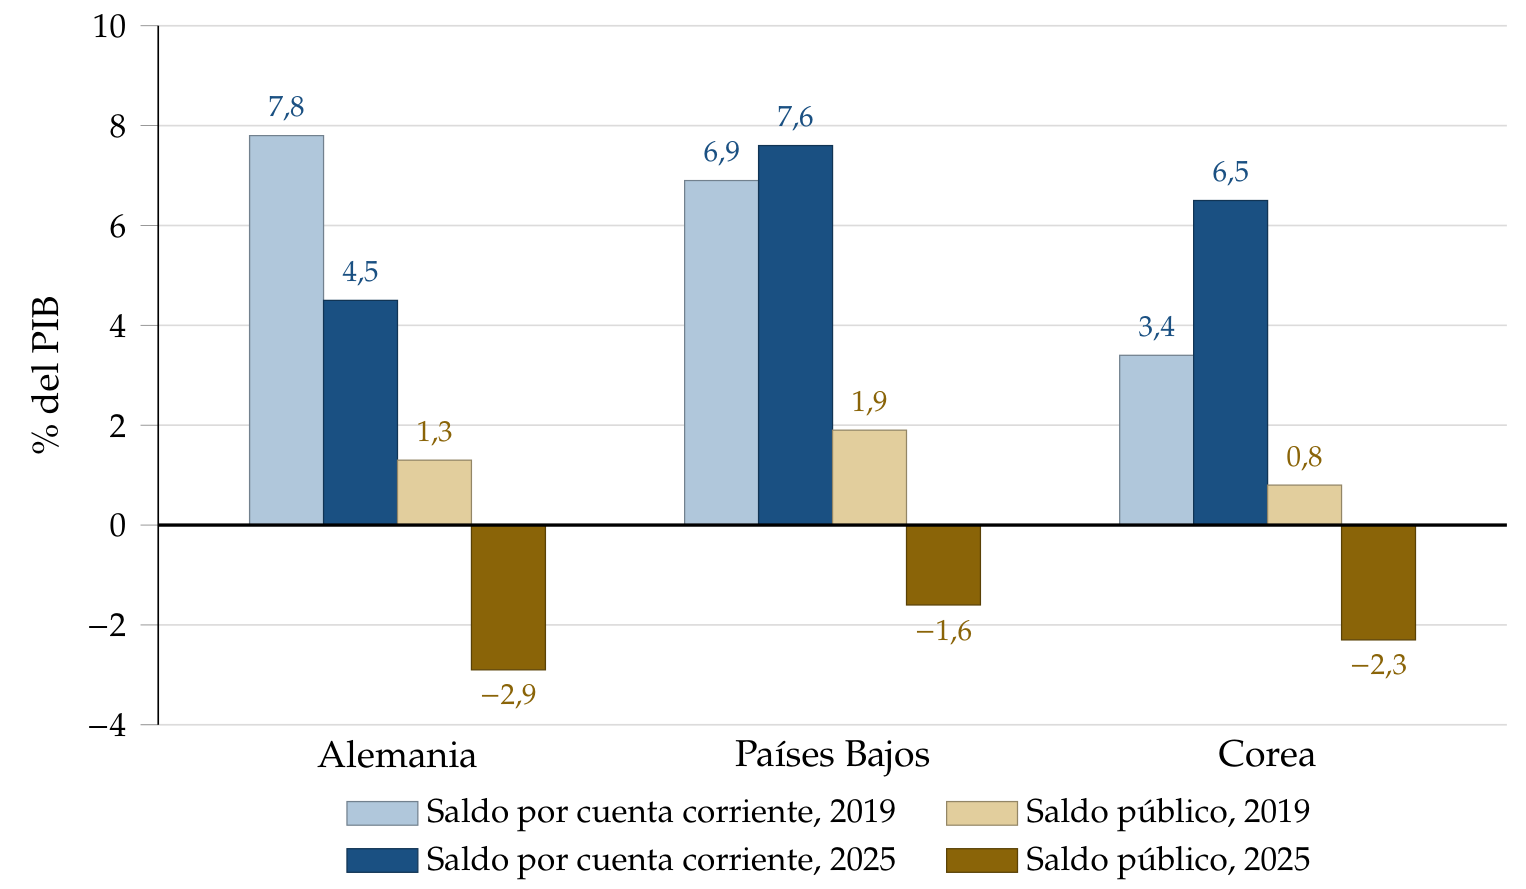 % del PIB
10
8
6
4
2
0
−2
−4
7,8
4,5
1,3
−2,9
6,9
7,6
1,9
−1,6
3,4
6,5
0,8
−2,3
Alemania
Países Bajos
Corea
Saldo por cuenta corriente, 2019
Saldo público, 2019
Saldo por cuenta corriente, 2025
Saldo público, 2025